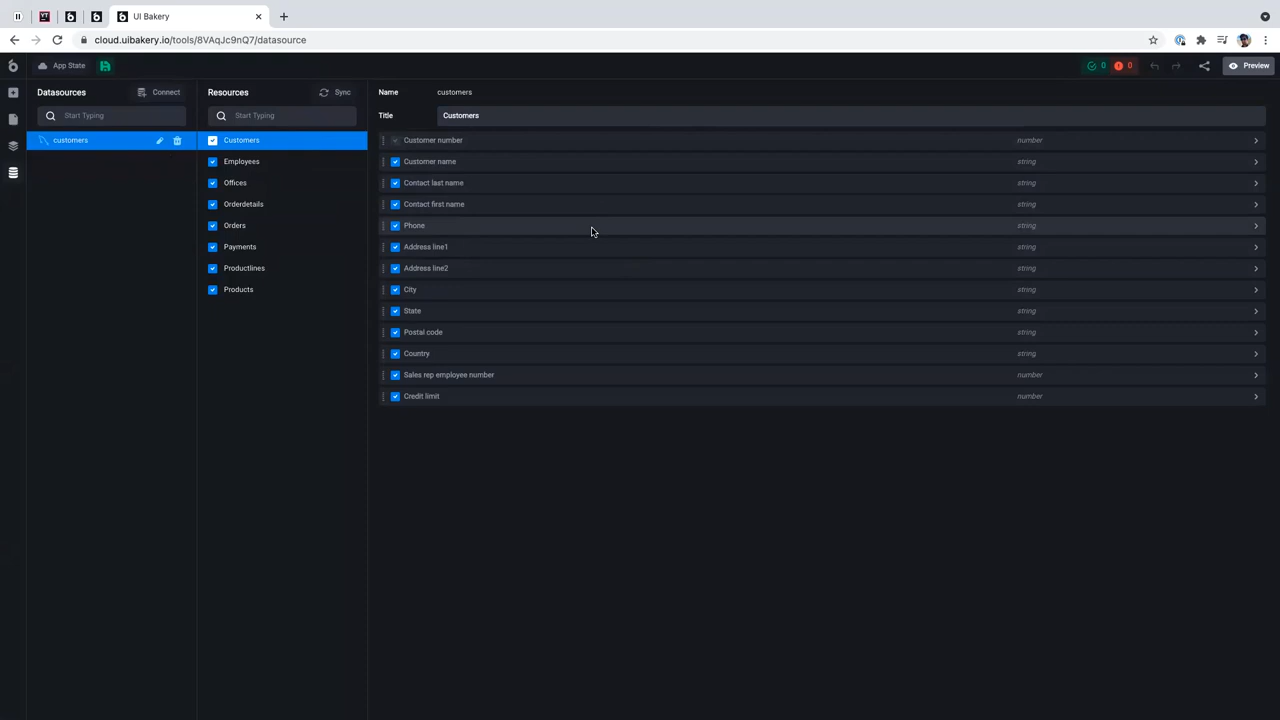 UI Bakery
cloud.uibakery.io/tools/8VAqJc9nQ7/datasource
App State
0
0
Preview
Datasources
Connect
Start Typing
customers
Resources
Sync
Start Typing
Customers
Employees
Offices
Orderdetails
Orders
Payments
Productlines
Products
Name customers
Title Customers
Customer number number
Customer name string
Contact last name string
Contact first name string
Phone string
Address line1 string
Address line2 string
City string
State string
Postal code string
Country string
Sales rep employee number number
Credit limit number